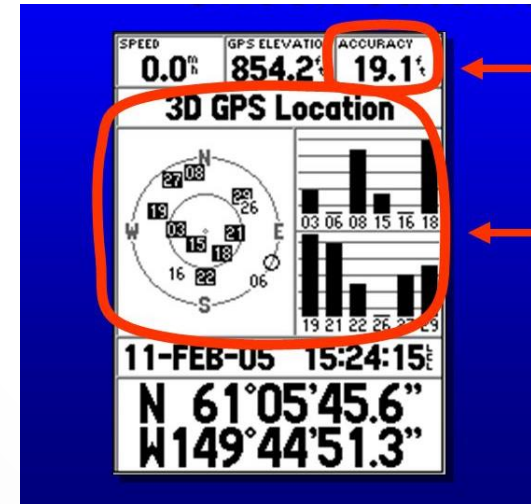 SPEED GPS ELEVATION ACCURACY
0.0 854.2 19.1
3D GPS Location
N
27 08
29
26
19
W 03 21 E
15
18
16 22 06
S
03 06 08 15 16 18
19 21 22 26 27 29
11-FEB-05 15:24:15
N 61°05'45.6"
W149°44'51.3"